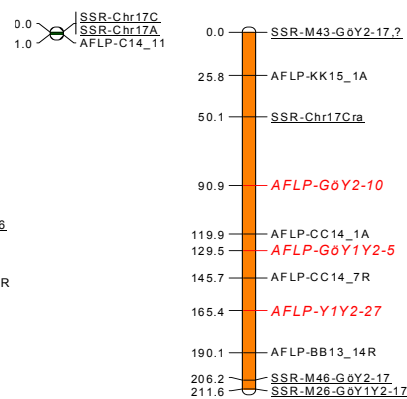 0.0 SSR-Chr17C
SSR-Chr17A
1.0 AFLP-C14_11
6
R
0.0 SSR-M43-GöY2-17,?
25.8 AFLP-KK15_1A
50.1 SSR-Chr17Cra
90.9 AFLP-GöY2-10
119.9 AFLP-CC14_1A
129.5 AFLP-GöY1Y2-5
145.7 AFLP-CC14_7R
165.4 AFLP-Y1Y2-27
190.1 AFLP-BB13_14R
206.2 SSR-M46-GöY2-17
211.6 SSR-M26-GöY1Y2-17